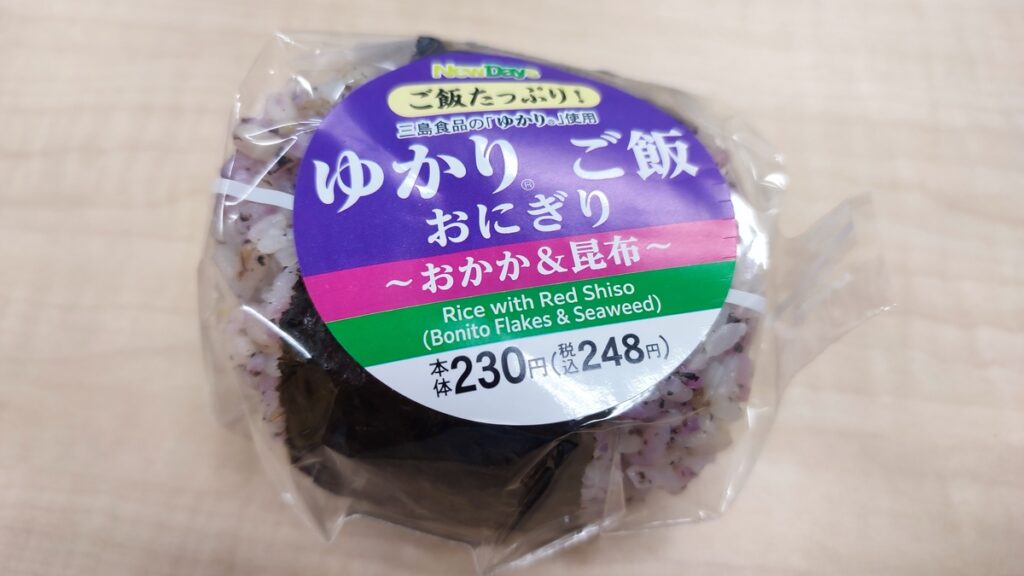 NewDays
ご飯たっぷり！
三島食品の「ゆかり®」使用
ゆかり® ご飯
おにぎり
～おかか＆昆布～
Rice with Red Shiso
(Bonito Flakes & Seaweed)
本体230円(税込248円)